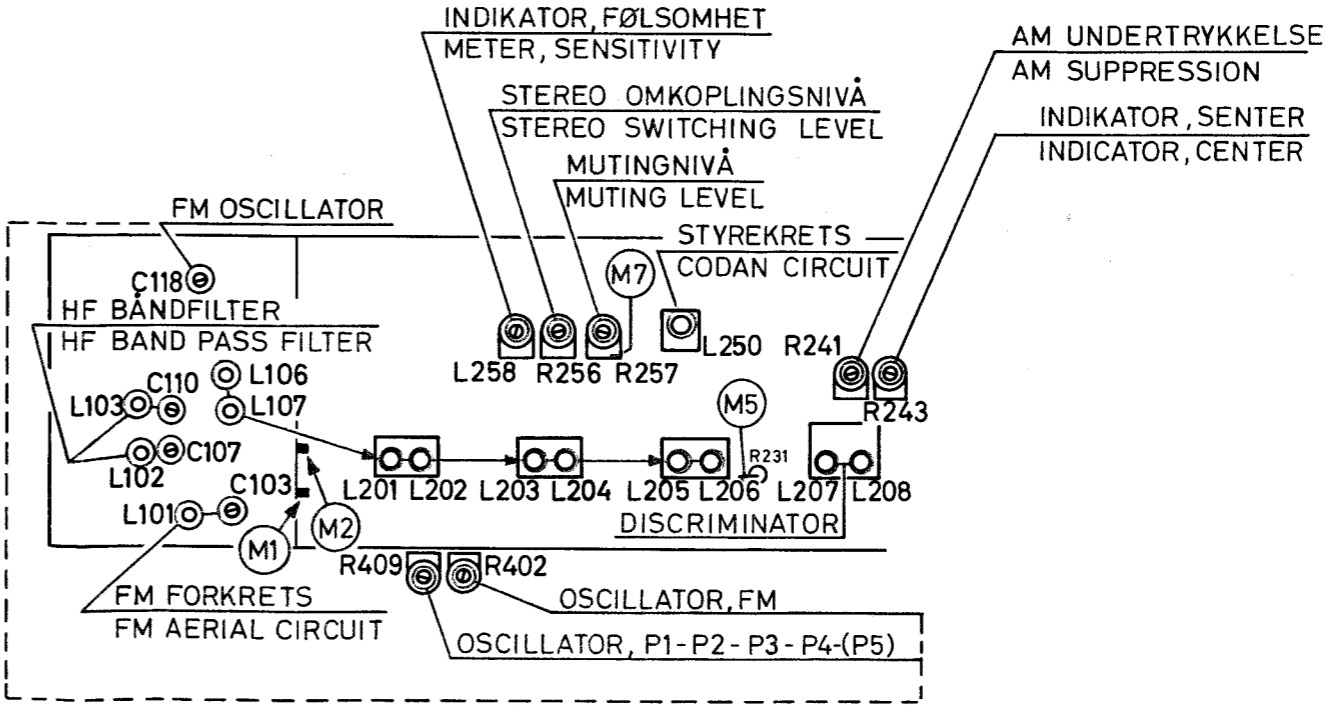 INDIKATOR, FØLSOMHET
METER, SENSITIVITY
AM UNDERTRYKKELSE
AM SUPPRESSION
STEREO OMKOPLINGSNIVÅ
STEREO SWITCHING LEVEL
INDIKATOR, SENTER
INDICATOR, CENTER
MUTINGNIVÅ
MUTING LEVEL
FM OSCILLATOR
STYREKRETS
CODAN CIRCUIT
M7
C118
HF BÅNDFILTER
HF BAND PASS FILTER
L258 R256 R257
L250 R241
R243
C110 L106
L103 L107
M5
C107
L102
R231
L201 L202 L203 L204 L205 L206 L207 L208
C103
L101
M2
M1
DISCRIMINATOR
R409 R402
FM FORKRETS
FM AERIAL CIRCUIT
OSCILLATOR, FM
OSCILLATOR, P1-P2-P3-P4-(P5)